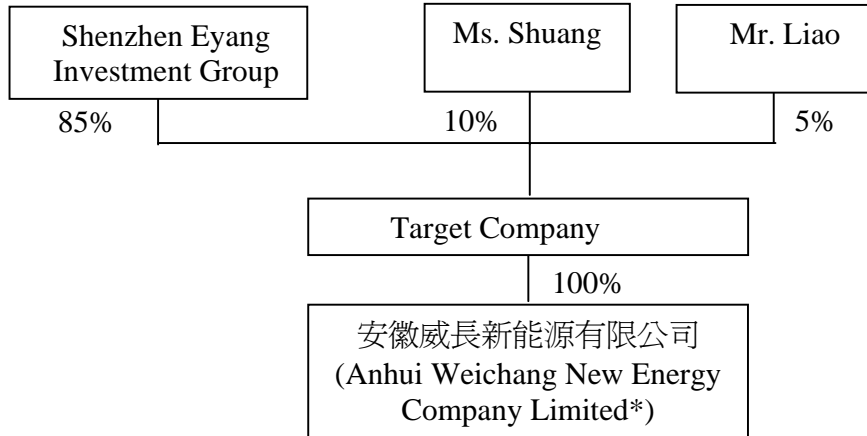 Shenzhen Eyang
Investment Group
Ms. Shuang
Mr. Liao
85%
10%
5%
Target Company
100%
安徽威長新能源有限公司
(Anhui Weichang New Energy
Company Limited*)